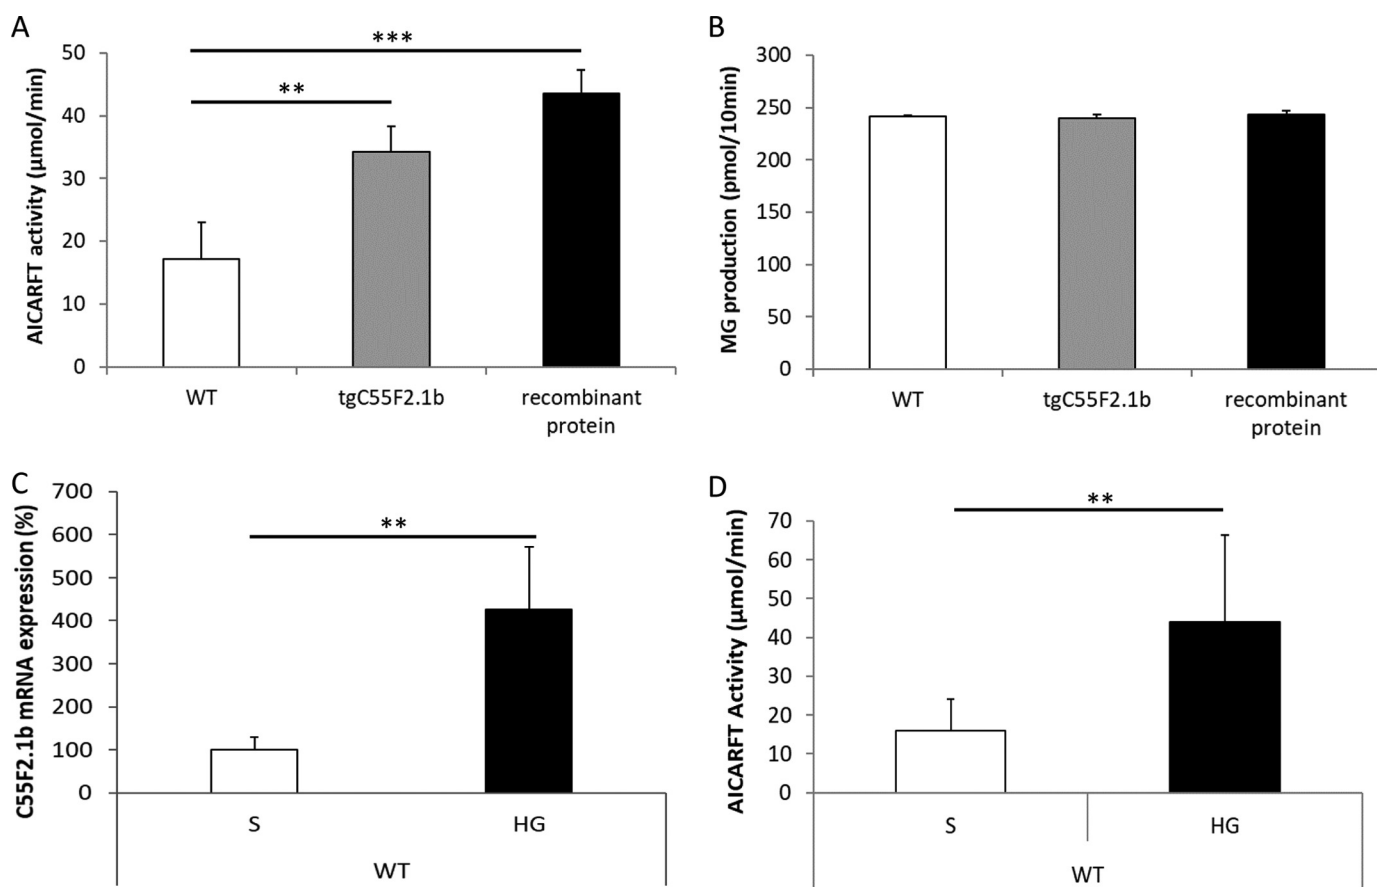 A
AICARFT activity (µmol/min)
50
40
30
20
10
0
***
**
WT
tgC55F2.1b
recombinant
protein
B
MG production (pmol/10min)
300
250
200
150
100
50
0
WT
tgC55F2.1b
recombinant
protein
C
C55F2.1b mRNA expression (%)
700
600
500
400
300
200
100
0
**
S
HG
WT
D
AICARFT Activity (µmol/min)
70
60
50
40
30
20
10
0
**
S
HG
WT